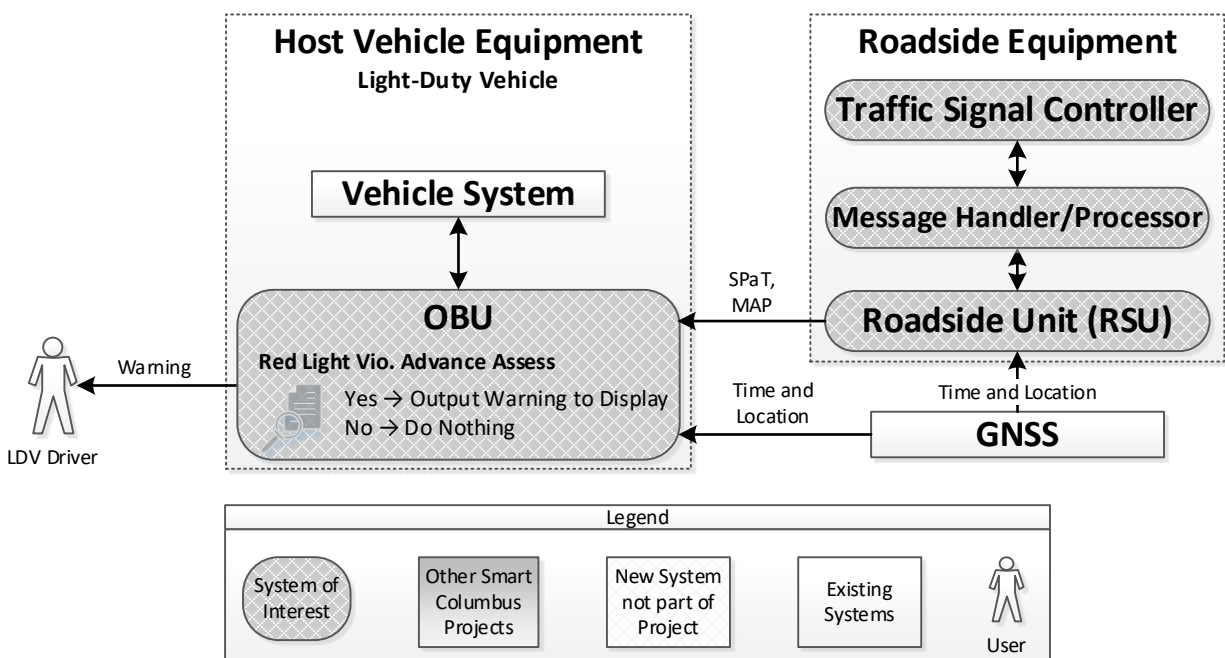 Host Vehicle Equipment
Light-Duty Vehicle
Vehicle System
OBU
Red Light Vio. Advance Assess
Yes → Output Warning to Display
No → Do Nothing
Warning
LDV Driver
SPaT,
MAP
Time and
Location
Roadside Equipment
Traffic Signal Controller
Message Handler/Processor
Roadside Unit (RSU)
Time and Location
GNSS
Legend
System of
Interest
Other Smart
Columbus
Projects
New System
not part of
Project
Existing
Systems
User